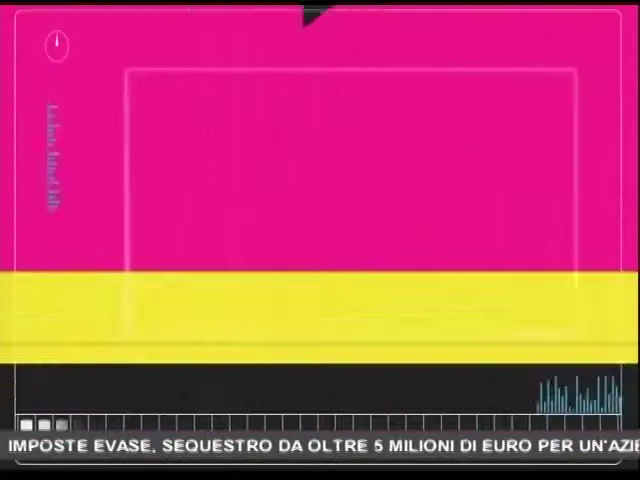 IMPOSTE EVASE, SEQUESTRO DA OLTRE 5 MILIONI DI EURO PER UN'AZIE